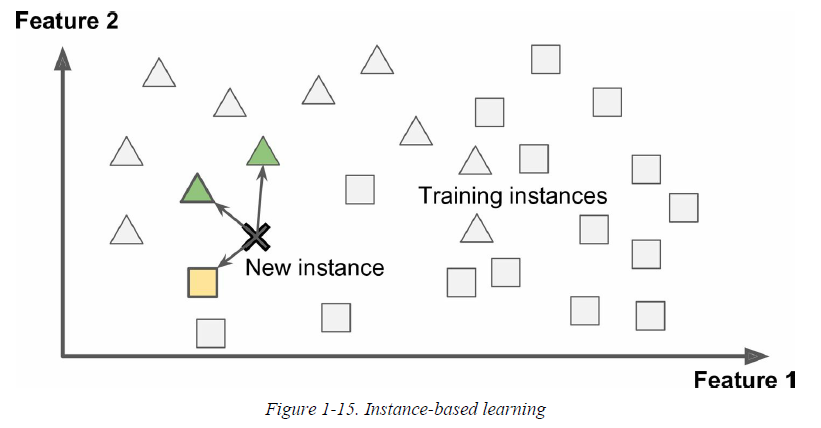 Feature 2
Training instances
New instance
Feature 1
Figure 1-15. Instance-based learning